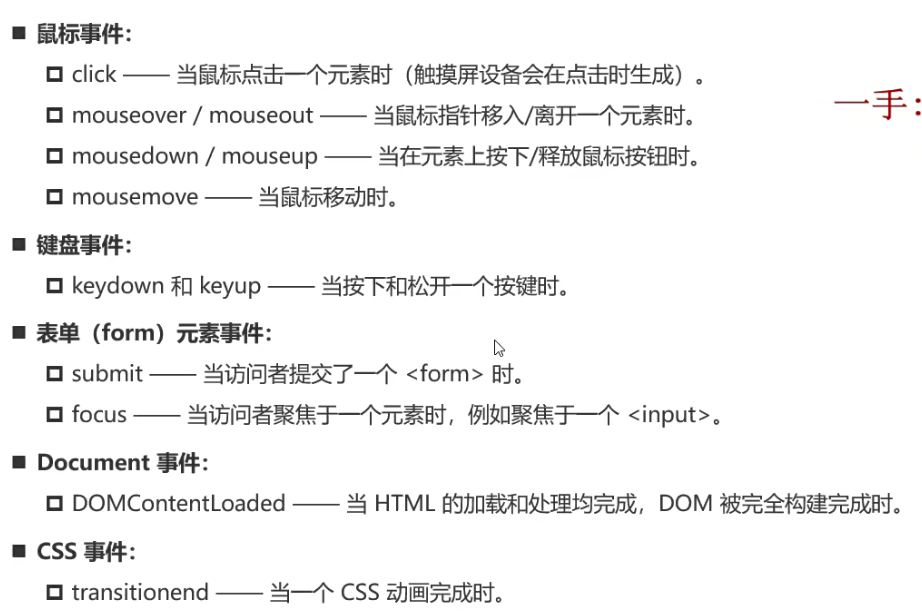 鼠标事件：
click —— 当鼠标点击一个元素时（触摸屏设备会在点击时生成）。
mouseover / mouseout —— 当鼠标指针移入/离开一个元素时。
一手：
mousedown / mouseup —— 当在元素上按下/释放鼠标按钮时。
mousemove —— 当鼠标移动时。
键盘事件：
keydown 和 keyup —— 当按下和松开一个按键时。
表单（form）元素事件：
submit —— 当访问者提交了一个 <form> 时。
focus —— 当访问者聚焦于一个元素时，例如聚焦于一个 <input>。
Document 事件：
DOMContentLoaded —— 当 HTML 的加载和处理均完成，DOM 被完全构建完成时。
CSS 事件：
transitionend —— 当一个 CSS 动画完成时。